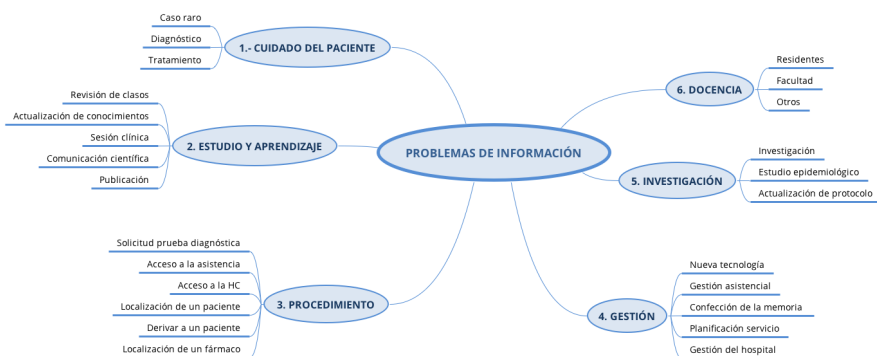 PROBLEMAS DE INFORMACIÓN
1.- CUIDADO DEL PACIENTE
Caso raro
Diagnóstico
Tratamiento
2. ESTUDIO Y APRENDIZAJE
Revisión de clasos
Actualización de conocimientos
Sesión clínica
Comunicación científica
Publicación
3. PROCEDIMIENTO
Solicitud prueba diagnóstica
Acceso a la asistencia
Acceso a la HC
Localización de un paciente
Derivar a un paciente
Localización de un fármaco
4. GESTIÓN
Nueva tecnología
Gestión asistencial
Confección de la memoria
Planificación servicio
Gestión del hospital
5. INVESTIGACIÓN
Investigación
Estudio epidemiológico
Actualización de protocolo
6. DOCENCIA
Residentes
Facultad
Otros